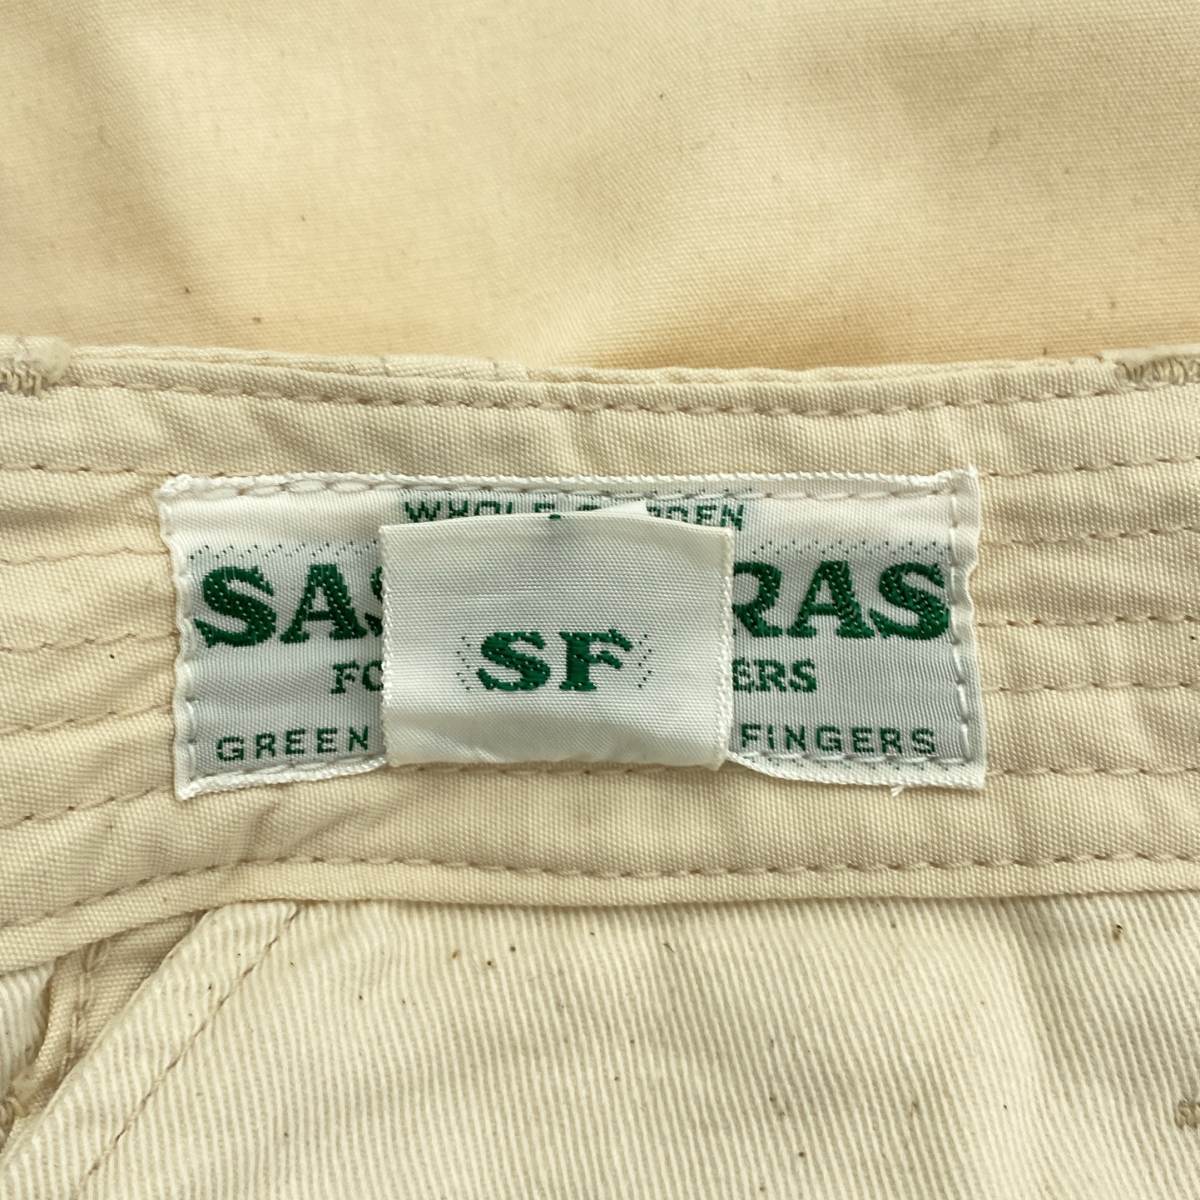 WHOLE GARDEN
SAS RAS
SF
FO ERS
GREEN FINGERS